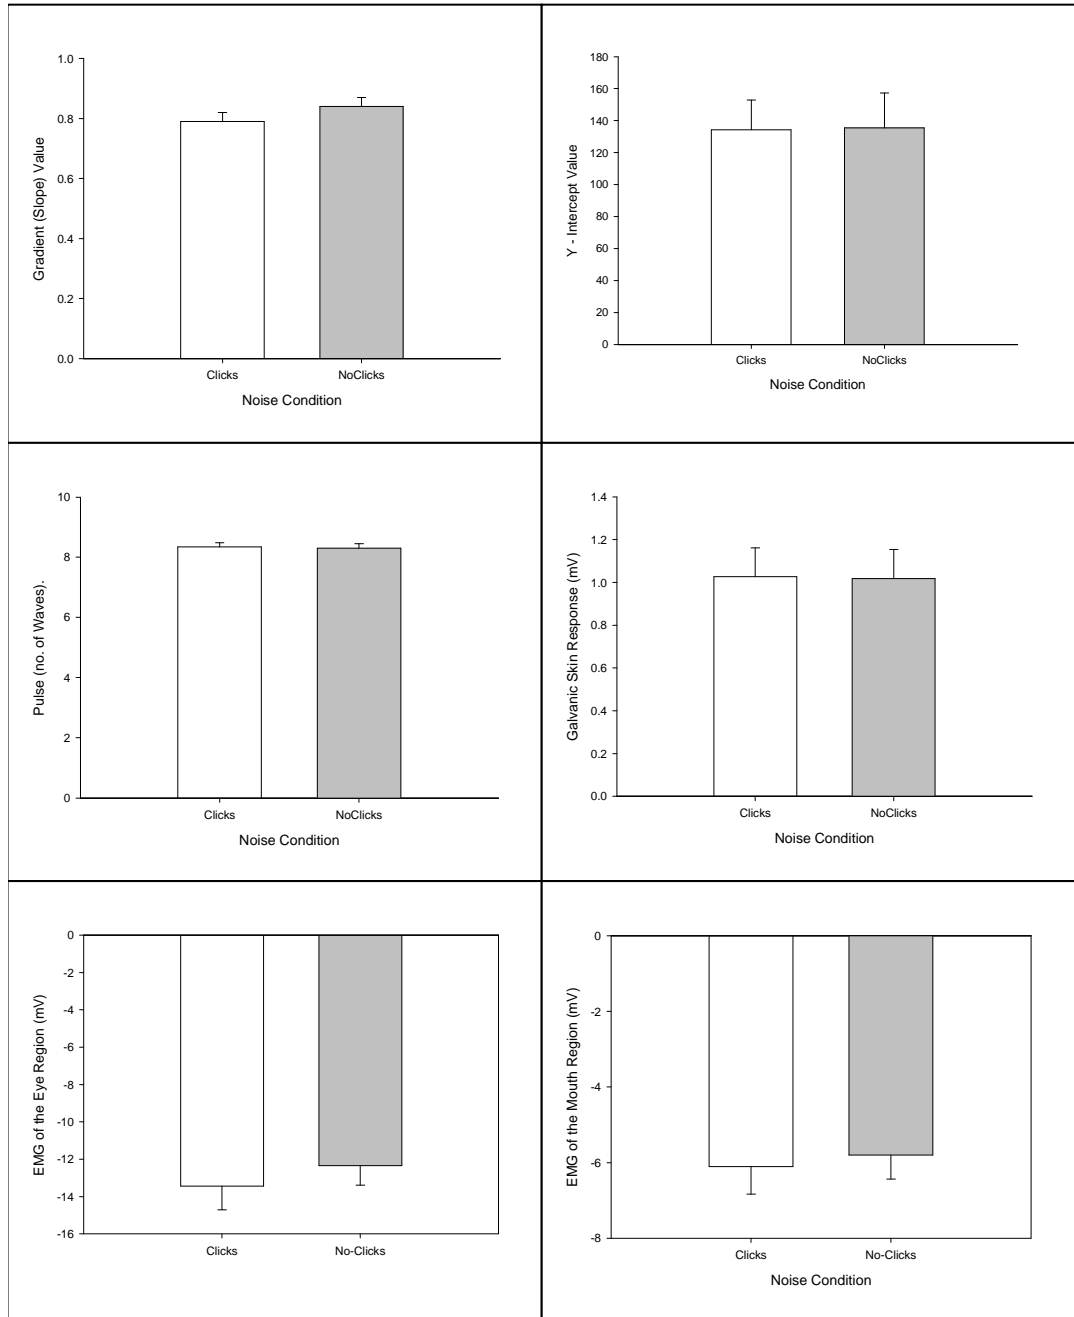 Gradient (Slope) Value
1.0
0.8
0.6
0.4
0.2
0.0
Clicks NoClicks
Noise Condition
Y - Intercept Value
180
160
140
120
100
80
60
40
20
0
Clicks NoClicks
Noise Condition
Pulse (no. of Waves).
10
8
6
4
2
0
Clicks NoClicks
Noise Condition
Galvanic Skin Response (mV)
1.4
1.2
1.0
0.8
0.6
0.4
0.2
0.0
Clicks NoClicks
Noise Condition
EMG of the Eye Region (mV)
0
-2
-4
-6
-8
-10
-12
-14
-16
Clicks No-Clicks
EMG of the Mouth Region (mV)
0
-2
-4
-6
-8
Clicks No-Clicks
Noise Condition